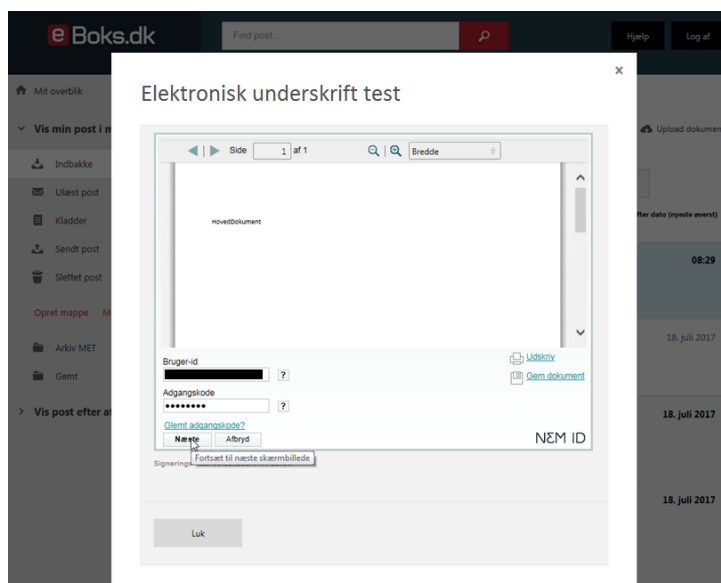 e Boks.dk
Find post...
Hjælp
Log af
Mit overblik
Vis min post i m
Indbakke
Ulæst post
Kladder
Sendt post
Slettet post
Opret mappe M
Arkiv MET
Gemt
Vis post efter af
Upload dokumen
fter dato (nyeste øverst)
08:29
18. juli 2017
18. juli 2017
18. juli 2017
×
Elektronisk underskrift test
Side 1 af 1
Bredde
HovedDokument
Bruger-id
?
Udskriv
Gem dokument
Adgangskode
••••••••
?
Glemt adgangskode?
Næste
Afbryd
NEM ID
Fortsæt til næste skærmbillede
Signerings
Luk